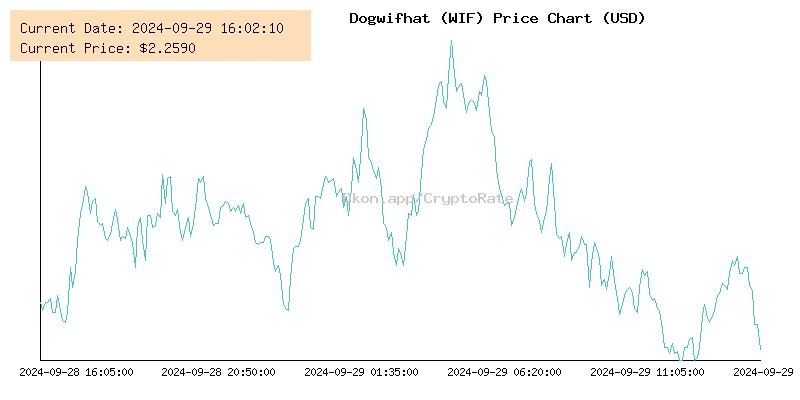 Dogwifhat (WIF) Price Chart (USD)
Current Date: 2024-09-29 16:02:10
Current Price: $2.2590
kon.app/CryptoRate
2024-09-28 16:05:00
2024-09-28 20:50:00
2024-09-29 01:35:00
2024-09-29 06:20:00
2024-09-29 11:05:00
2024-09-29